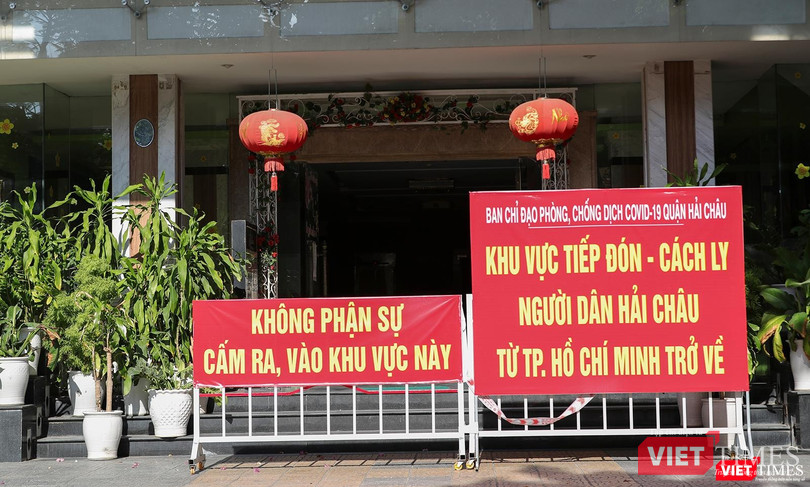 BAN CHỈ ĐẠO PHÒNG, CHỐNG DỊCH COVID-19 QUẬN HẢI CHÂU
KHU VỰC TIẾP ĐÓN - CÁCH LY
NGƯỜI DÂN HẢI CHÂU
TỪ TP. HỒ CHÍ MINH TRỞ VỀ
KHÔNG PHẬN SỰ
CẤM RA, VÀO KHU VỰC NÀY
VIETTIMES
VIETTIMES
VIETTIMES